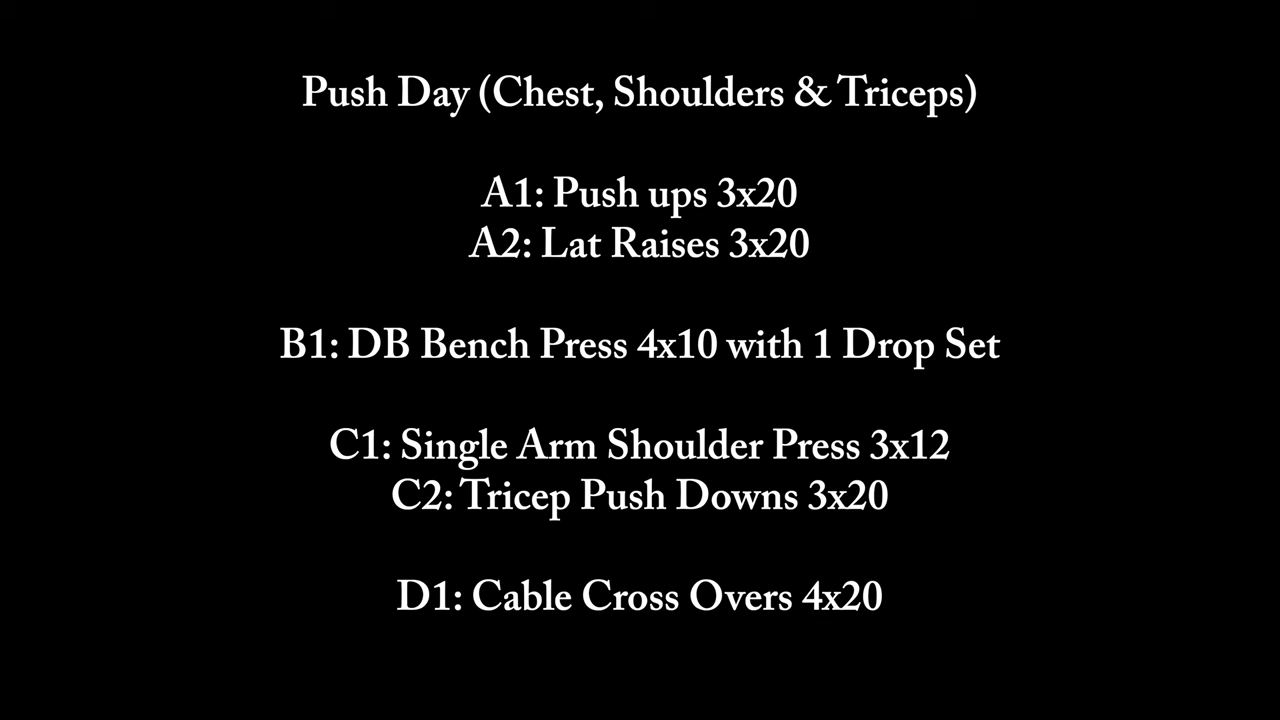 Push Day (Chest, Shoulders & Triceps)
A1: Push ups 3x20
A2: Lat Raises 3x20
B1: DB Bench Press 4x10 with 1 Drop Set
C1: Single Arm Shoulder Press 3x12
C2: Tricep Push Downs 3x20
D1: Cable Cross Overs 4x20